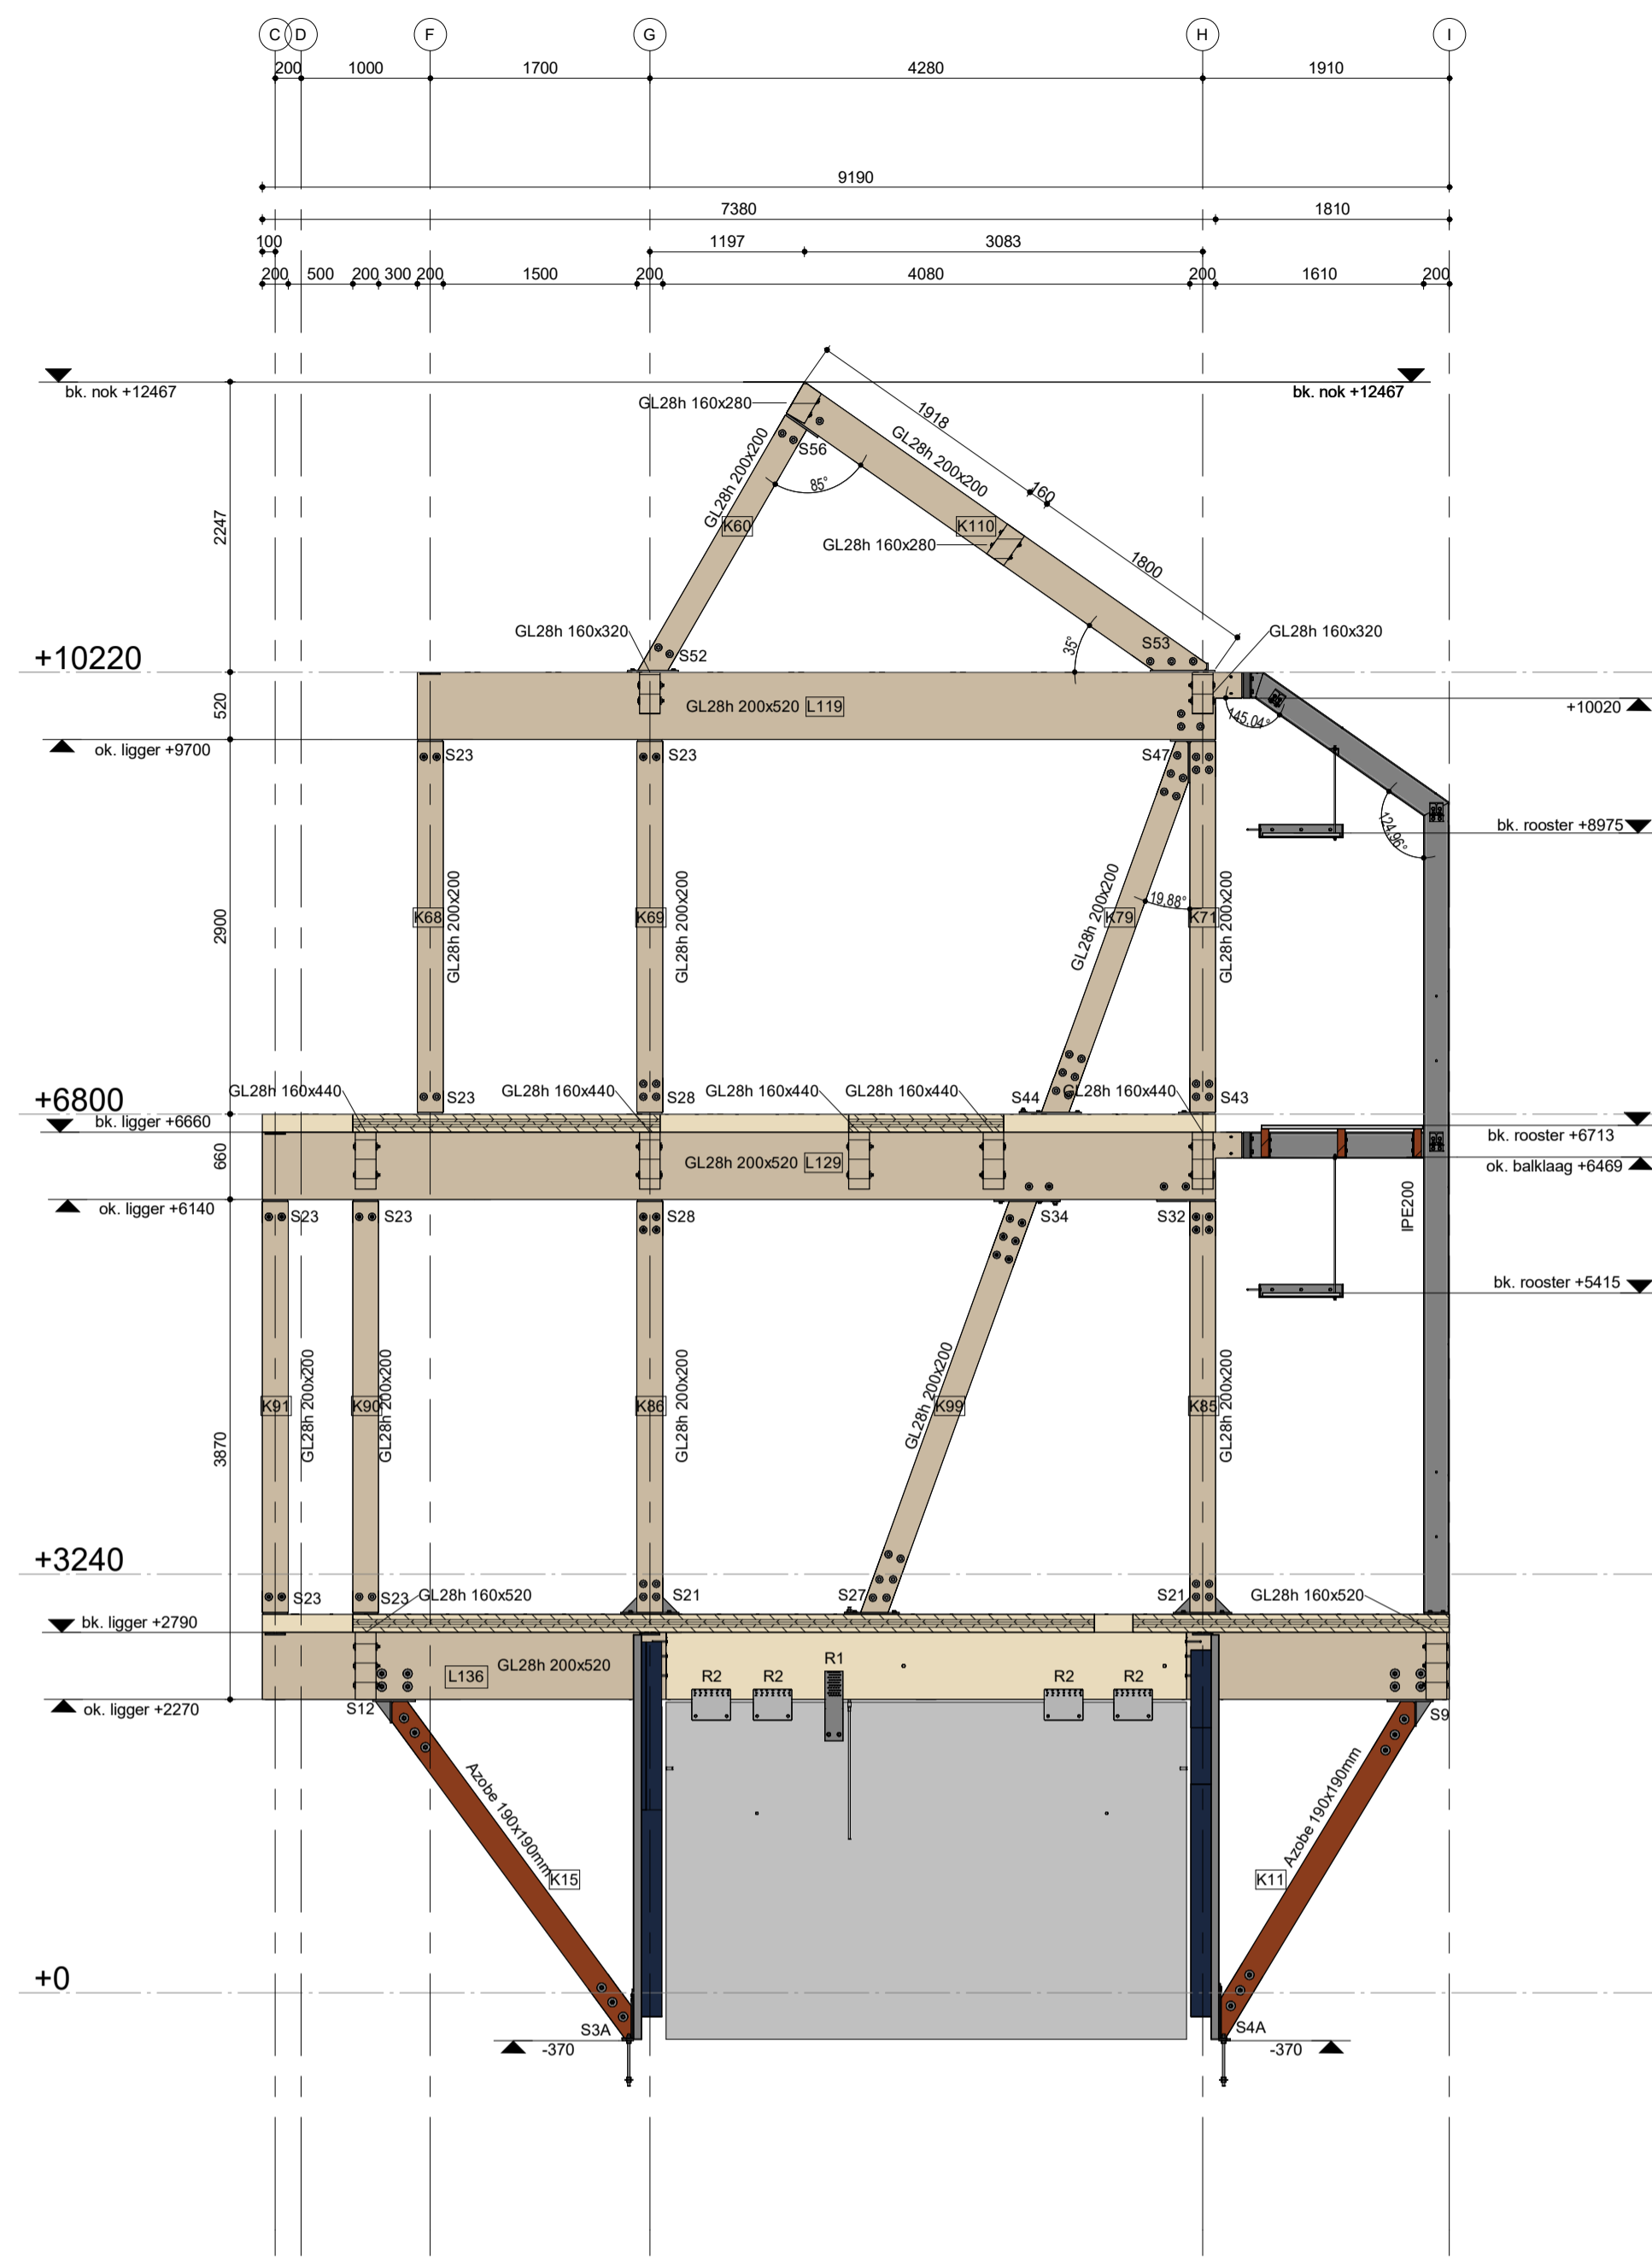 C D F G H I
200 1000 1700 4280 1910
9190
7380 1810
100 1197 3083
200 500 200 300 200 1500 200 4080 200 1610 200
bk. nok +12467
bk. nok +12467
GL28h 160x280
1918
GL28h 200x200
S56
GL28h 200x200
85°
160
K60
K110
GL28h 160x280
2247
1800
GL28h 160x320
S53
GL28h 160x320
35°
S52
+10220
520
GL28h 200x520 L119
+10020
145.04°
ok. ligger +9700
S23
S23
S47
bk. rooster +8975
124.96°
2900
K68
GL28h 200x200
K69
GL28h 200x200
GL28h 200x200
K79
19.88°
K71
GL28h 200x200
GL28h 160x440
GL28h 160x440
GL28h 160x440
GL28h 160x440
GL28h 160x440
+6800
S23
S28
S44
S43
bk. ligger +6660
bk. rooster +6713
660
GL28h 200x520 L129
ok. balklaag +6469
ok. ligger +6140
S23
S23
S28
S34
S32
IPE200
bk. rooster +5415
3870
K91
GL28h 200x200
K90
GL28h 200x200
K86
GL28h 200x200
GL28h 200x200
K99
K85
GL28h 200x200
+3240
S23
S23
GL28h 160x520
S21
S27
S21
GL28h 160x520
bk. ligger +2790
L136
GL28h 200x520
R2 R2 R1 R2 R2
ok. ligger +2270
S12
S9
Azobe 190x190mm
K15
Azobe 190x190mm
K11
+0
S3A
S4A
-370
-370